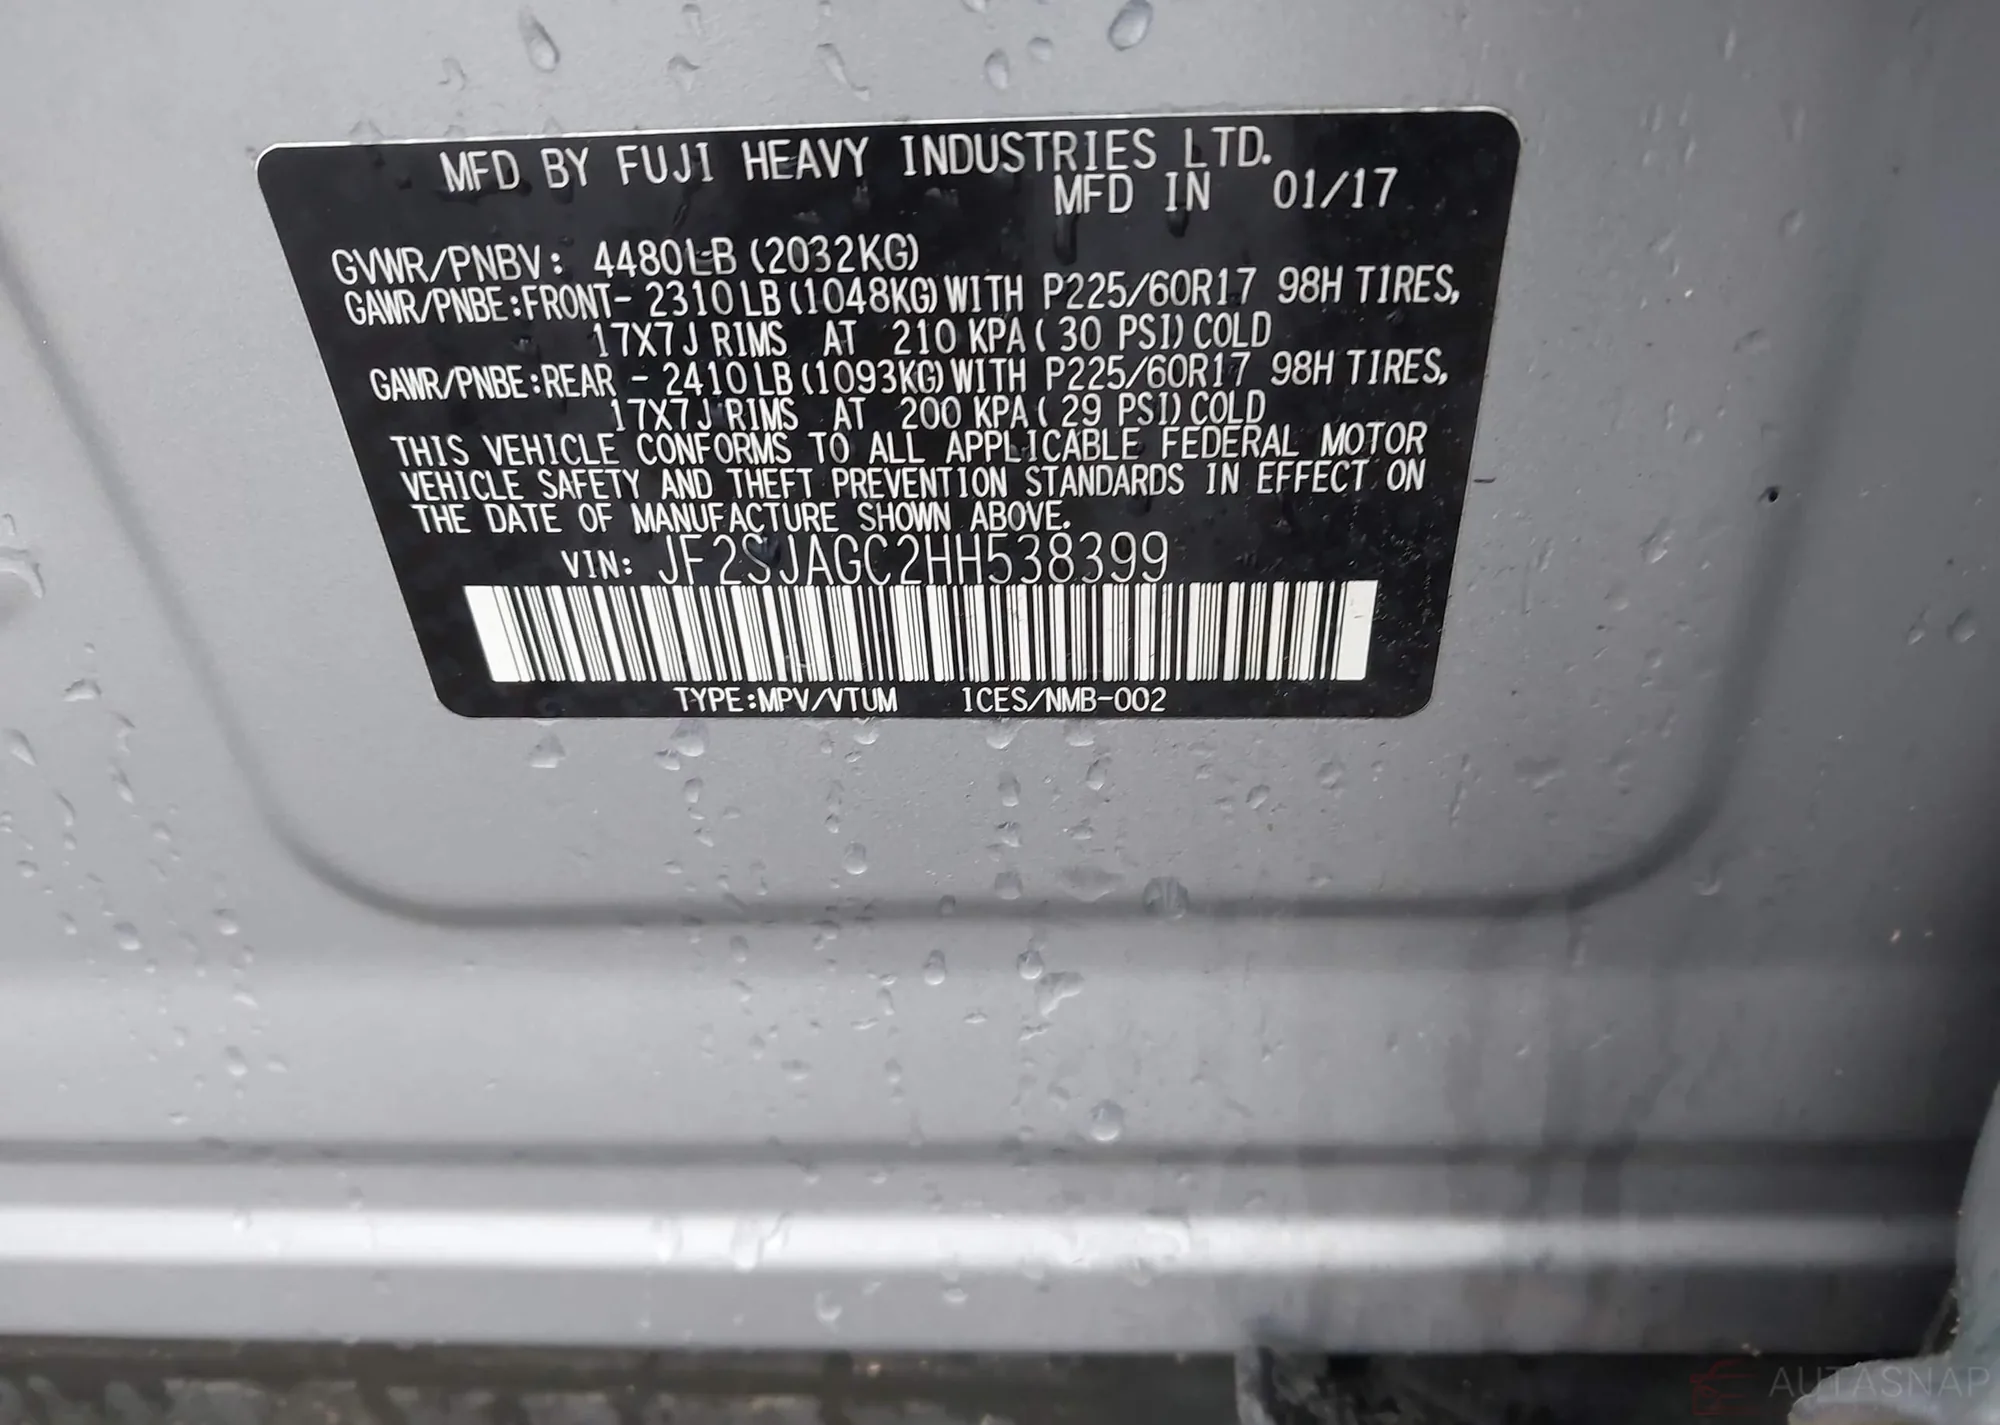 MFD BY FUJI HEAVY INDUSTRIES LTD.
MFD IN 01/17
GVWR/PNBV: 4480LB (2032KG)
GAWR/PNBE:FRONT- 2310LB(1048KG)WITH P225/60R17 98H TIRES,
17X7J RIMS AT 210 KPA( 30 PSI)COLD
GAWR/PNBE:REAR - 2410LB(1093KG)WITH P225/60R17 98H TIRES,
17X7J RIMS AT 200 KPA( 29 PSI)COLD
THIS VEHICLE CONFORMS TO ALL APPLICABLE FEDERAL MOTOR
VEHICLE SAFETY AND THEFT PREVENTION STANDARDS IN EFFECT ON
THE DATE OF MANUFACTURE SHOWN ABOVE.
VIN: JF2SJAGC2HH538399
TYPE:MPV/VTUM ICES/NMB-002
AUTASNAP